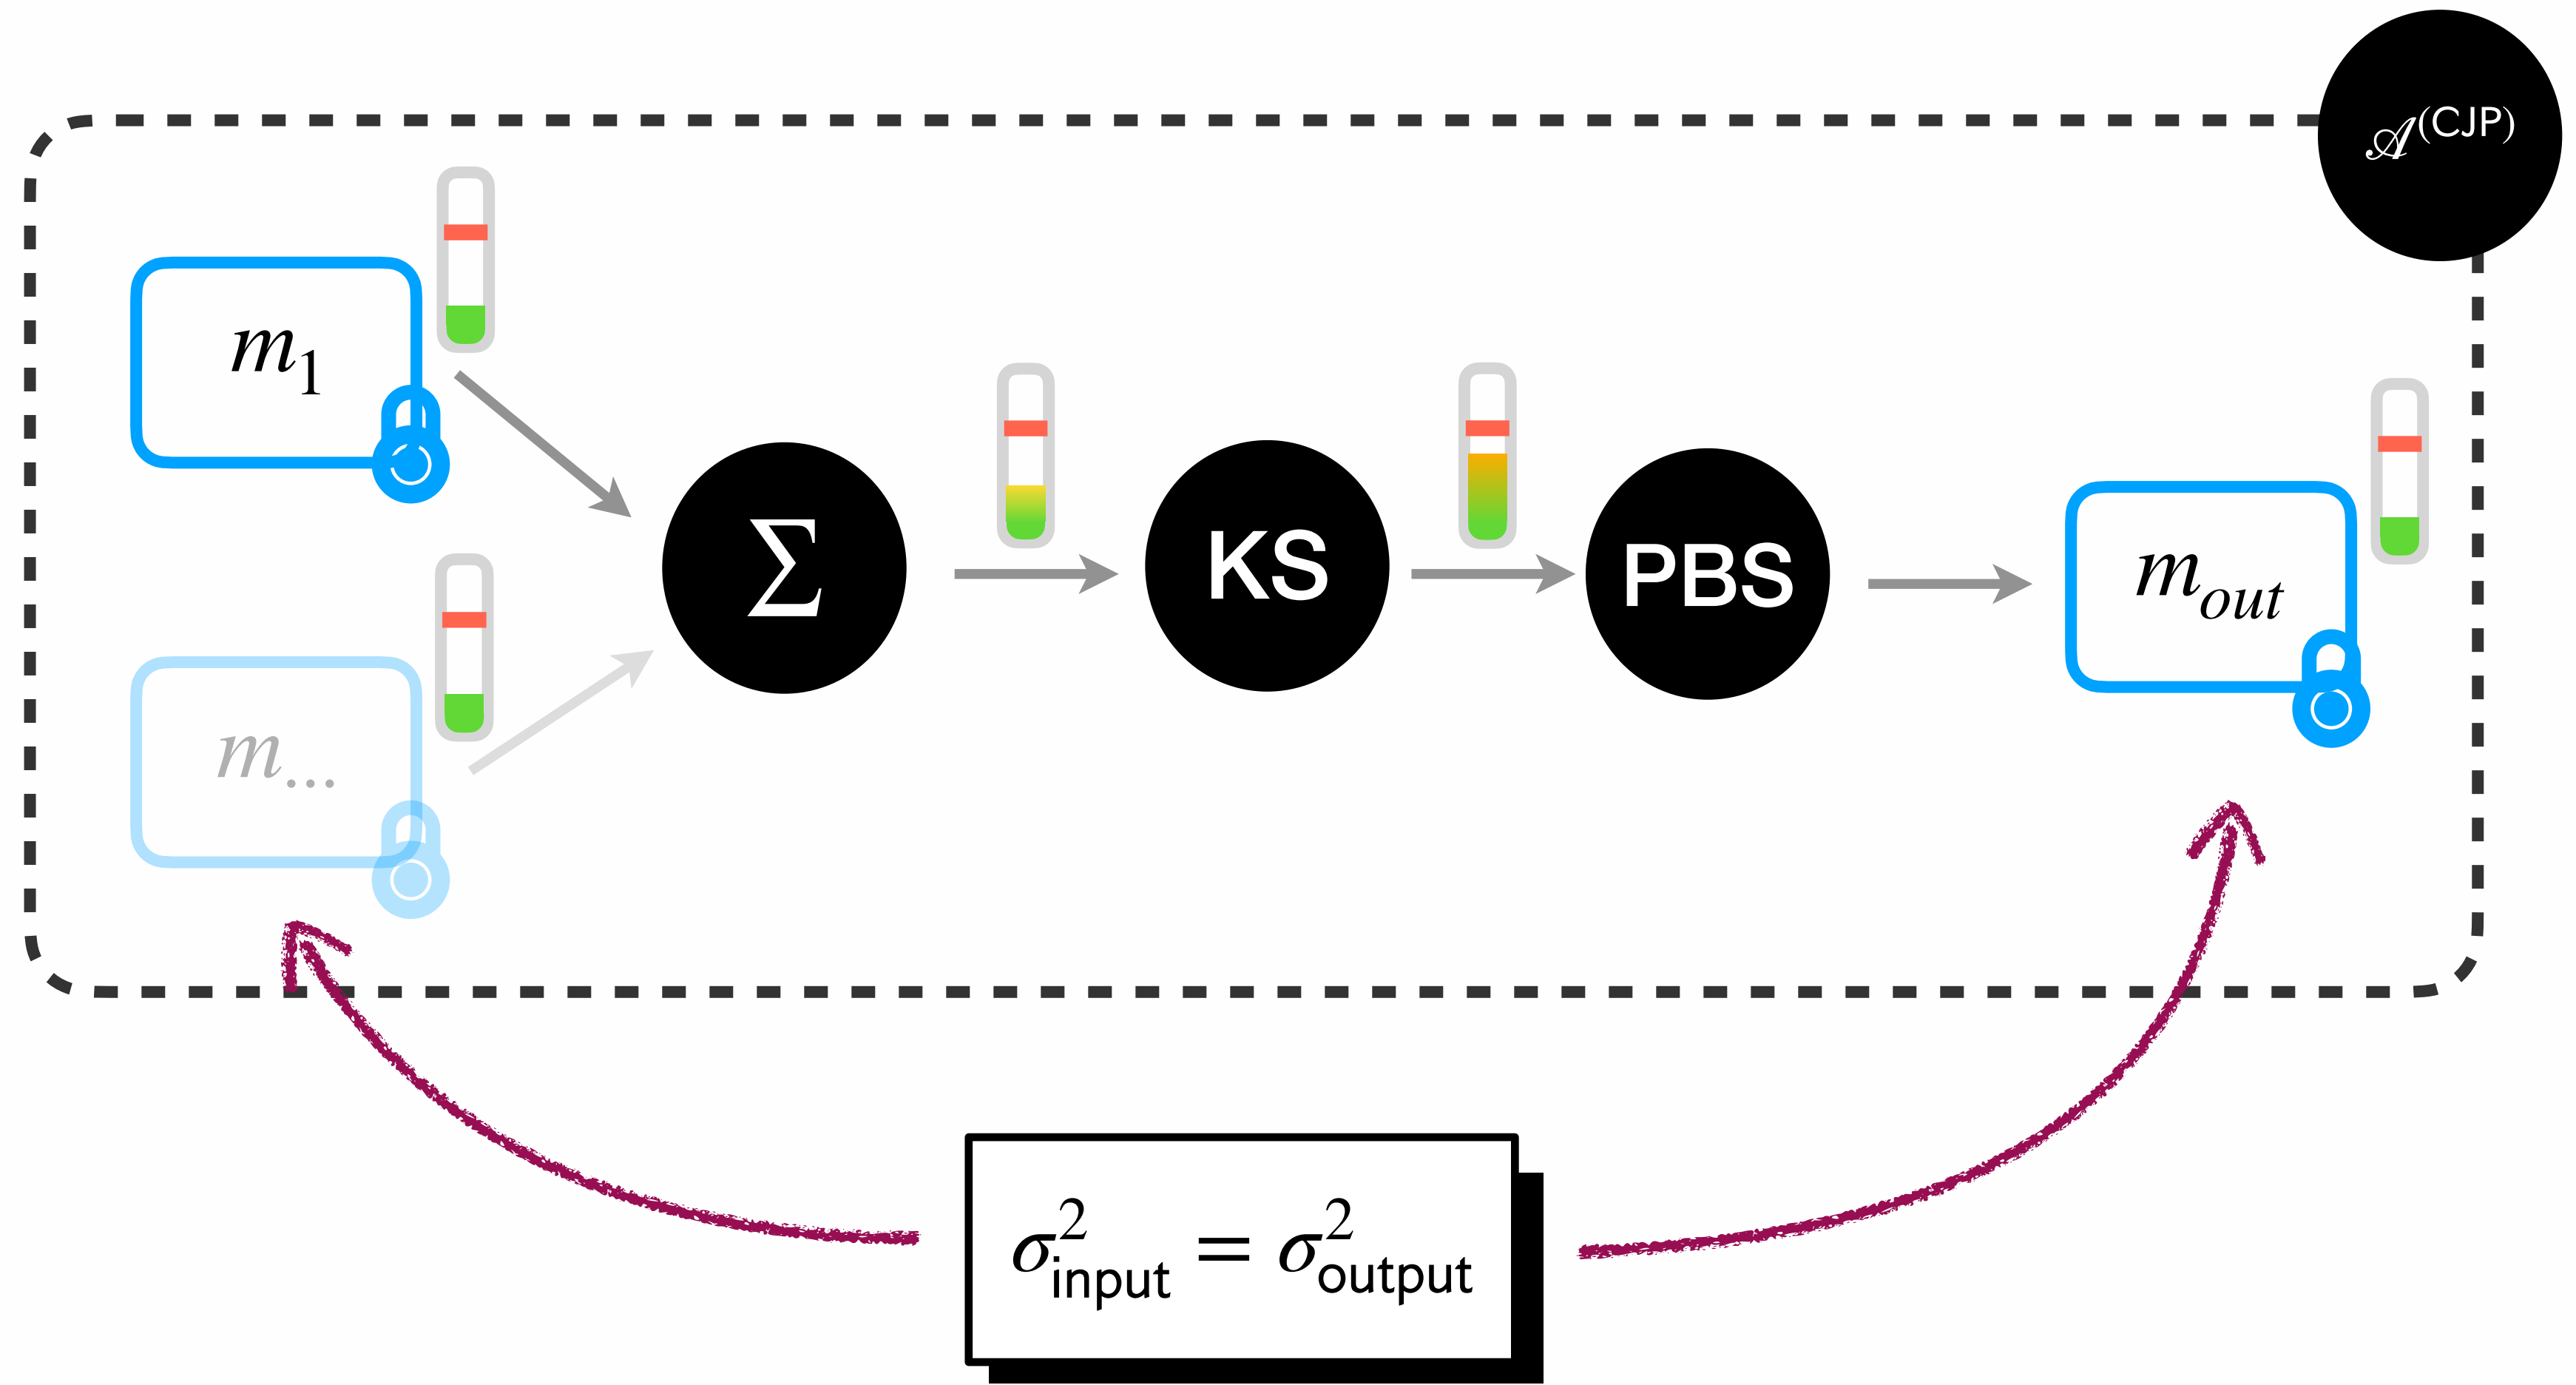 𝒜(CJP)
m1
Σ
KS
PBS
mout
m...
σ²input = σ²output